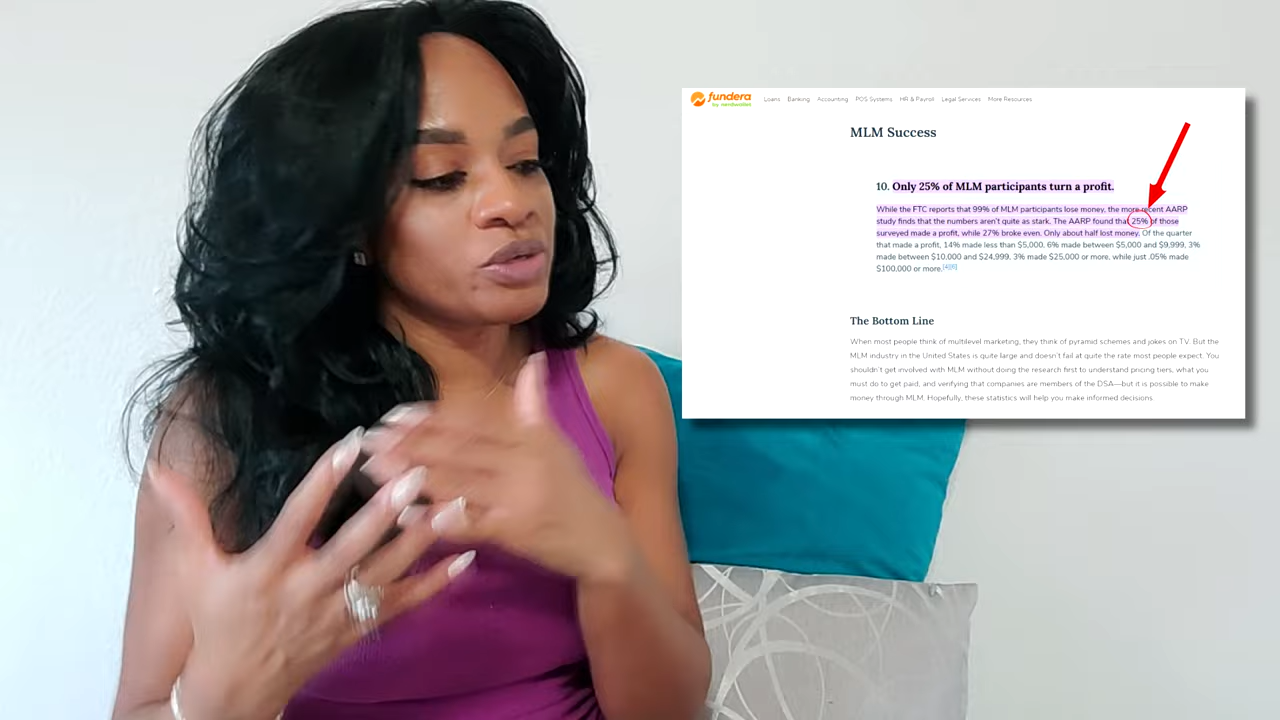 fundera
by nerdwallet
Loans Banking Accounting POS Systems HR & Payroll Legal Services More Resources
MLM Success
10. Only 25% of MLM participants turn a profit.
While the FTC reports that 99% of MLM participants lose money, the more recent AARP
study finds that the numbers aren't quite as stark. The AARP found that 25% of those
surveyed made a profit, while 27% broke even. Only about half lost money. Of the quarter
that made a profit, 14% made less than $5,000, 6% made between $5,000 and $9,999, 3%
made between $10,000 and $24,999, 3% made $25,000 or more, while just .05% made
$100,000 or more.[4][6]
The Bottom Line
When most people think of multilevel marketing, they think of pyramid schemes and jokes on TV. But the
MLM industry in the United States is quite large and doesn't fail at quite the rate most people expect. You
shouldn't get involved with MLM without doing the research first to understand pricing tiers, what you
must do to get paid, and verifying that companies are members of the DSA—but it is possible to make
money through MLM. Hopefully, these statistics will help you make informed decisions